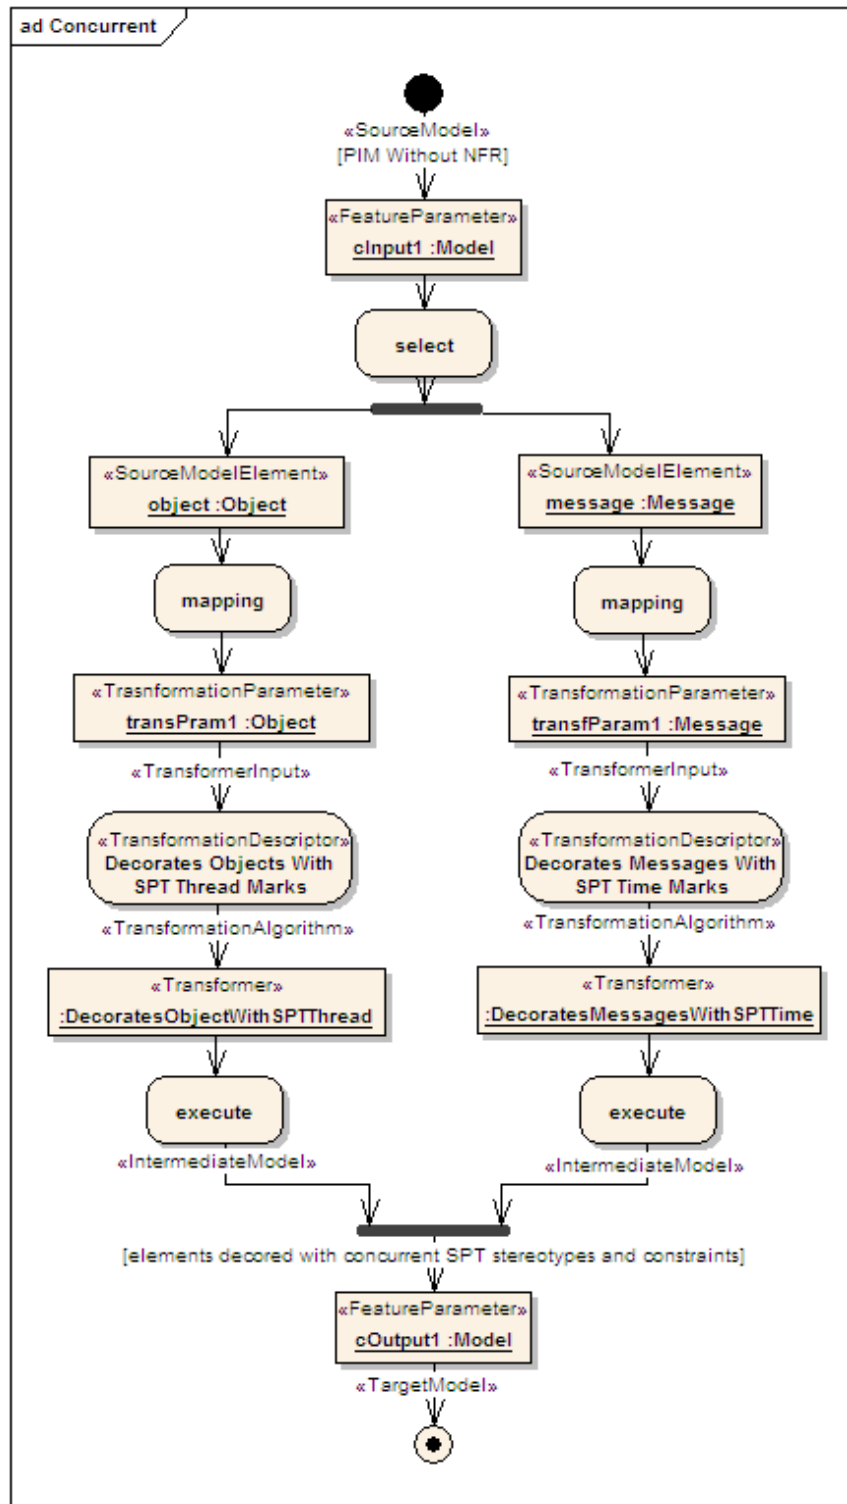 ad Concurrent
«SourceModel»
[PIM Without NFR]
«FeatureParameter»
cInput1 :Model
select
«SourceModelElement»
object :Object
«SourceModelElement»
message :Message
mapping
mapping
«TrasnformationParameter»
transPram1 :Object
«TransformationParameter»
transfParam1 :Message
«TransformerInput»
«TransformerInput»
«TransformationDescriptor»
Decorates Objects With
SPT Thread Marks
«TransformationDescriptor»
Decorates Messages With
SPT Time Marks
«TransformationAlgorithm»
«TransformationAlgorithm»
«Transformer»
:DecoratesObjectWithSPTThread
«Transformer»
:DecoratesMessagesWithSPTTime
execute
execute
«IntermediateModel»
«IntermediateModel»
[elements decored with concurrent SPT stereotypes and constraints]
«FeatureParameter»
cOutput1 :Model
«TargetModel»